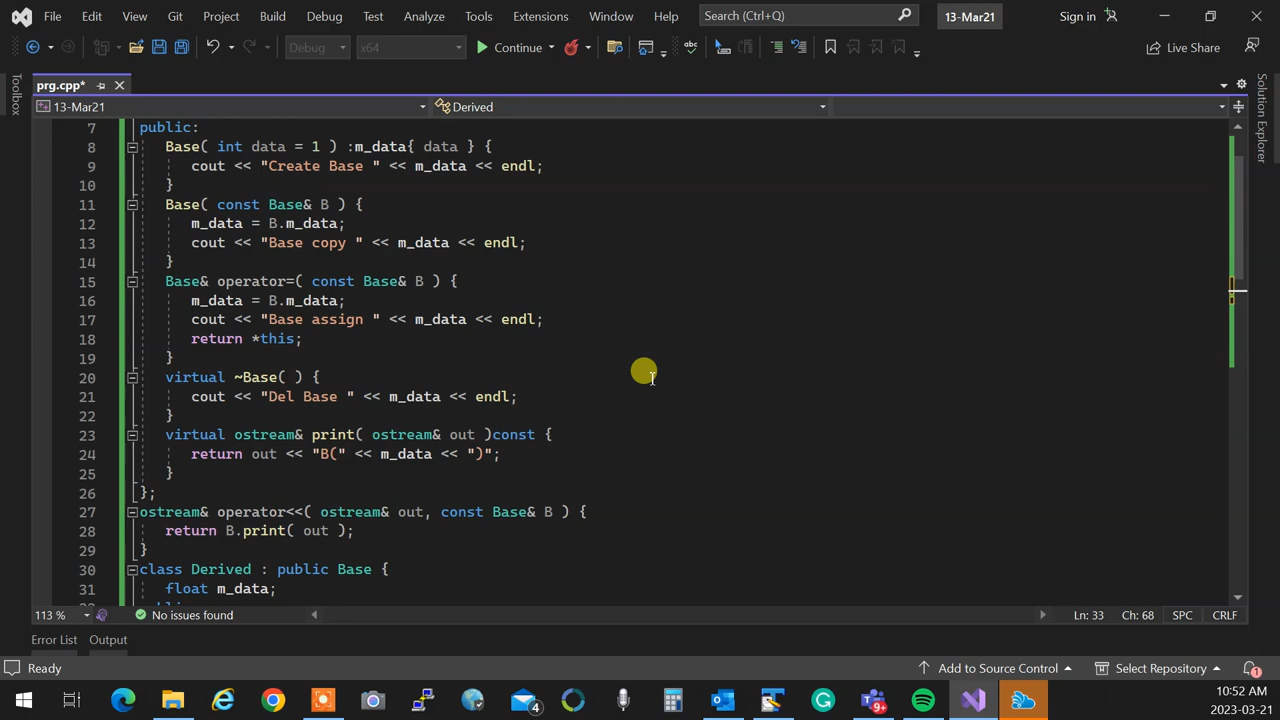 File Edit View Git Project Build Debug Test Analyze Tools Extensions Window Help Search (Ctrl+Q) 13-Mar21 Sign in
Debug x64 Continue Live Share
Toolbox
prg.cpp*
Solution Explorer
13-Mar21 Derived
7 public:
8 Base( int data = 1 ) :m_data{ data } {
9 cout << "Create Base " << m_data << endl;
10 }
11 Base( const Base& B ) {
12 m_data = B.m_data;
13 cout << "Base copy " << m_data << endl;
14 }
15 Base& operator=( const Base& B ) {
16 m_data = B.m_data;
17 cout << "Base assign " << m_data << endl;
18 return *this;
19 }
20 virtual ~Base( ) {
21 cout << "Del Base " << m_data << endl;
22 }
23 virtual ostream& print( ostream& out )const {
24 return out << "B(" << m_data << ")";
25 }
26 };
27 ostream& operator<<( ostream& out, const Base& B ) {
28 return B.print( out );
29 }
30 class Derived : public Base {
31 float m_data;
113 % No issues found Ln: 33 Ch: 68 SPC CRLF
Error List Output
Ready Add to Source Control Select Repository 1
4 9+
10:52 AM
2023-03-21